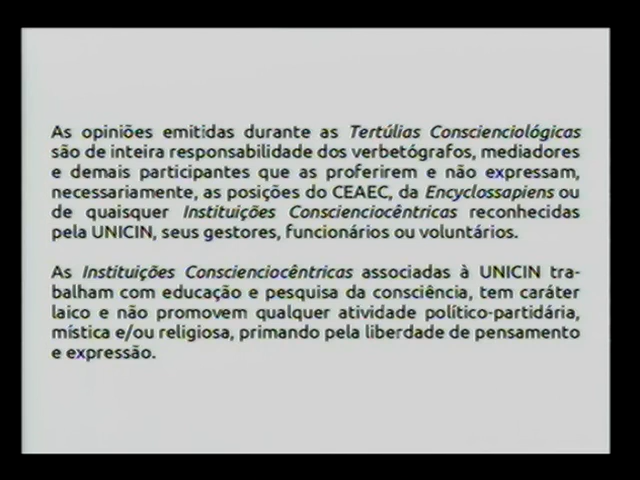 As opiniões emitidas durante as Tertúlias Conscienciológicas
são de inteira responsabilidade dos verbetógrafos, mediadores
e demais participantes que as proferirem e não expressam,
necessariamente, as posições do CEAEC, da Encyclossapiens ou
de quaisquer Instituições Conscienciocêntricas reconhecidas
pela UNICIN, seus gestores, funcionários ou voluntários.
As Instituições Conscienciocêntricas associadas à UNICIN tra-
balham com educação e pesquisa da consciência, tem caráter
laico e não promovem qualquer atividade político-partidária,
mística e/ou religiosa, primando pela liberdade de pensamento
e expressão.